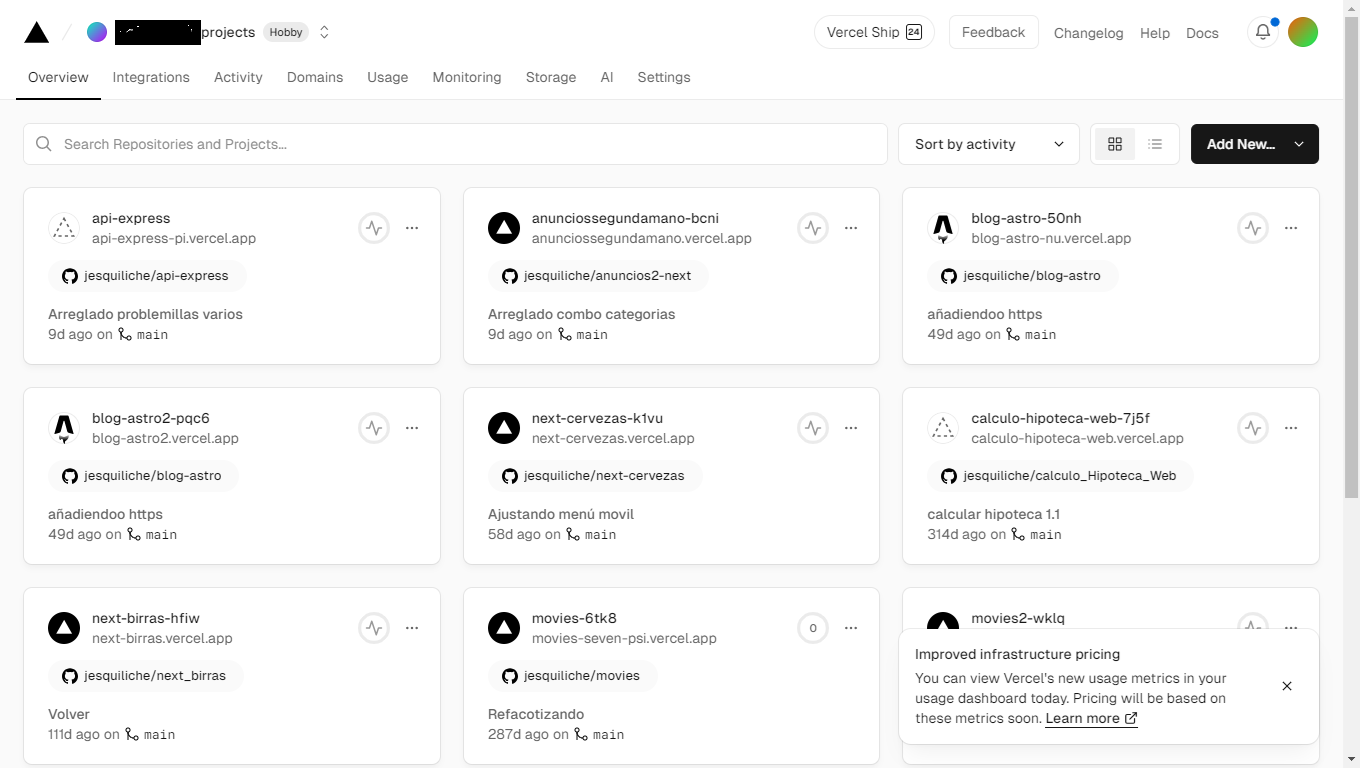 projects Hobby
Vercel Ship 24 Feedback Changelog Help Docs
Overview Integrations Activity Domains Usage Monitoring Storage AI Settings
Search Repositories and Projects...
Sort by activity
Add New...
api-express
api-express-pi.vercel.app
jesquiliche/api-express
Arreglado problemillas varios
9d ago on main
anunciossegundamano-bcni
anunciossegundamano.vercel.app
jesquiliche/anuncios2-next
Arreglado combo categorias
9d ago on main
blog-astro-50nh
blog-astro-nu.vercel.app
jesquiliche/blog-astro
añadiendoo https
49d ago on main
blog-astro2-pqc6
blog-astro2.vercel.app
jesquiliche/blog-astro
añadiendoo https
49d ago on main
next-cervezas-k1vu
next-cervezas.vercel.app
jesquiliche/next-cervezas
Ajustando menú movil
58d ago on main
calculo-hipoteca-web-7j5f
calculo-hipoteca-web.vercel.app
jesquiliche/calculo_Hipoteca_Web
calcular hipoteca 1.1
314d ago on main
next-birras-hfiw
next-birras.vercel.app
jesquiliche/next_birras
Volver
111d ago on main
movies-6tk8
movies-seven-psi.vercel.app
0
jesquiliche/movies
Refacotizando
287d ago on main
movies2-wklq
Improved infrastructure pricing
You can view Vercel's new usage metrics in your
usage dashboard today. Pricing will be based on
these metrics soon. Learn more